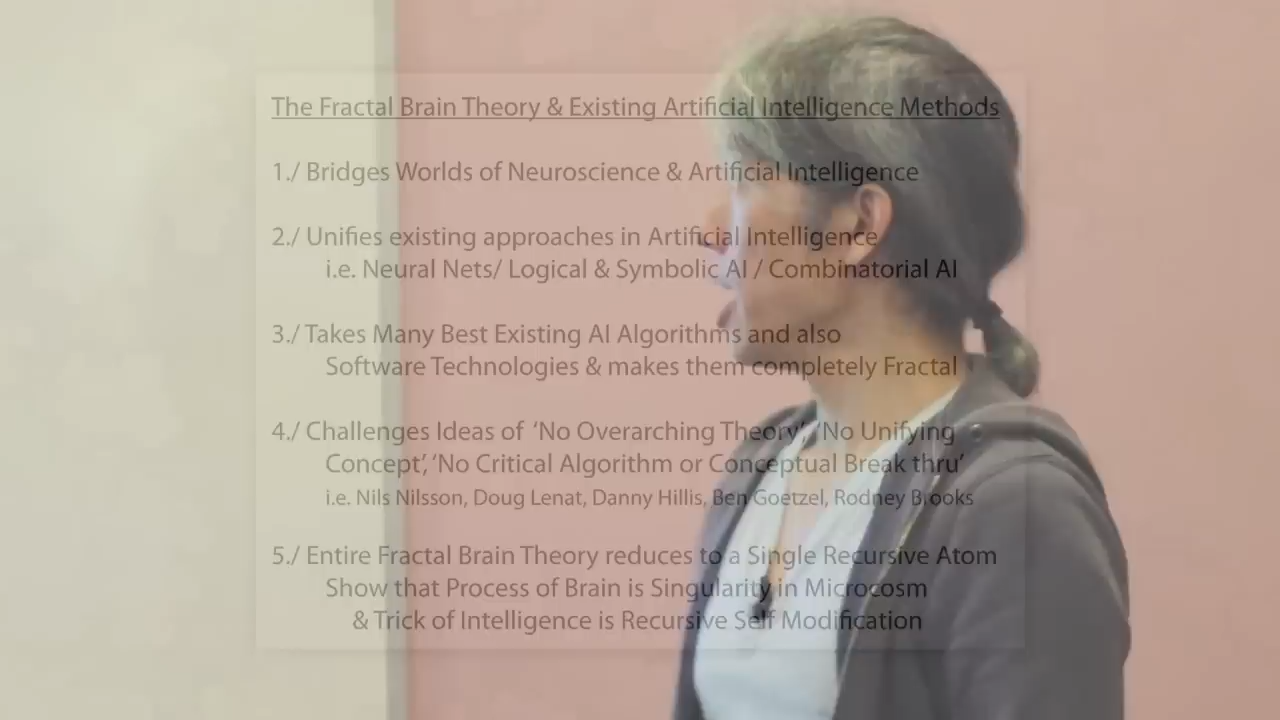 The Fractal Brain Theory & Existing Artificial Intelligence Methods
1./ Bridges Worlds of Neuroscience & Artificial Intelligence
2./ Unifies existing approaches in Artificial Intelligence
i.e. Neural Nets/ Logical & Symbolic AI / Combinatorial AI
3./ Takes Many Best Existing AI Algorithms and also
Software Technologies & makes them completely Fractal
4./ Challenges Ideas of ‘No Overarching Theory’, ‘No Unifying
Concept’, ‘No Critical Algorithm or Conceptual Break thru’
i.e. Nils Nilsson, Doug Lenat, Danny Hillis, Ben Goetzel, Rodney Brooks
5./ Entire Fractal Brain Theory reduces to a Single Recursive Atom
Show that Process of Brain is Singularity in Microcosm
& Trick of Intelligence is Recursive Self Modification